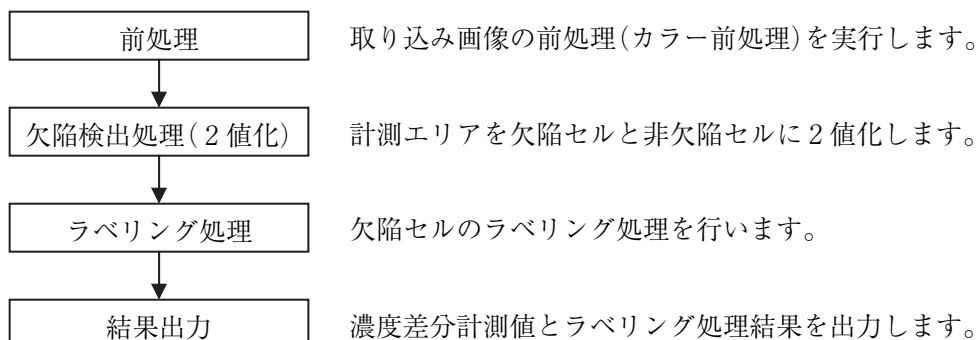 前処理 取り込み画像の前処理(カラー前処理)を実行します。
欠陥検出処理(2値化) 計測エリアを欠陥セルと非欠陥セルに2値化します。
ラベリング処理 欠陥セルのラベリング処理を行います。
結果出力 濃度差分計測値とラベリング処理結果を出力します。